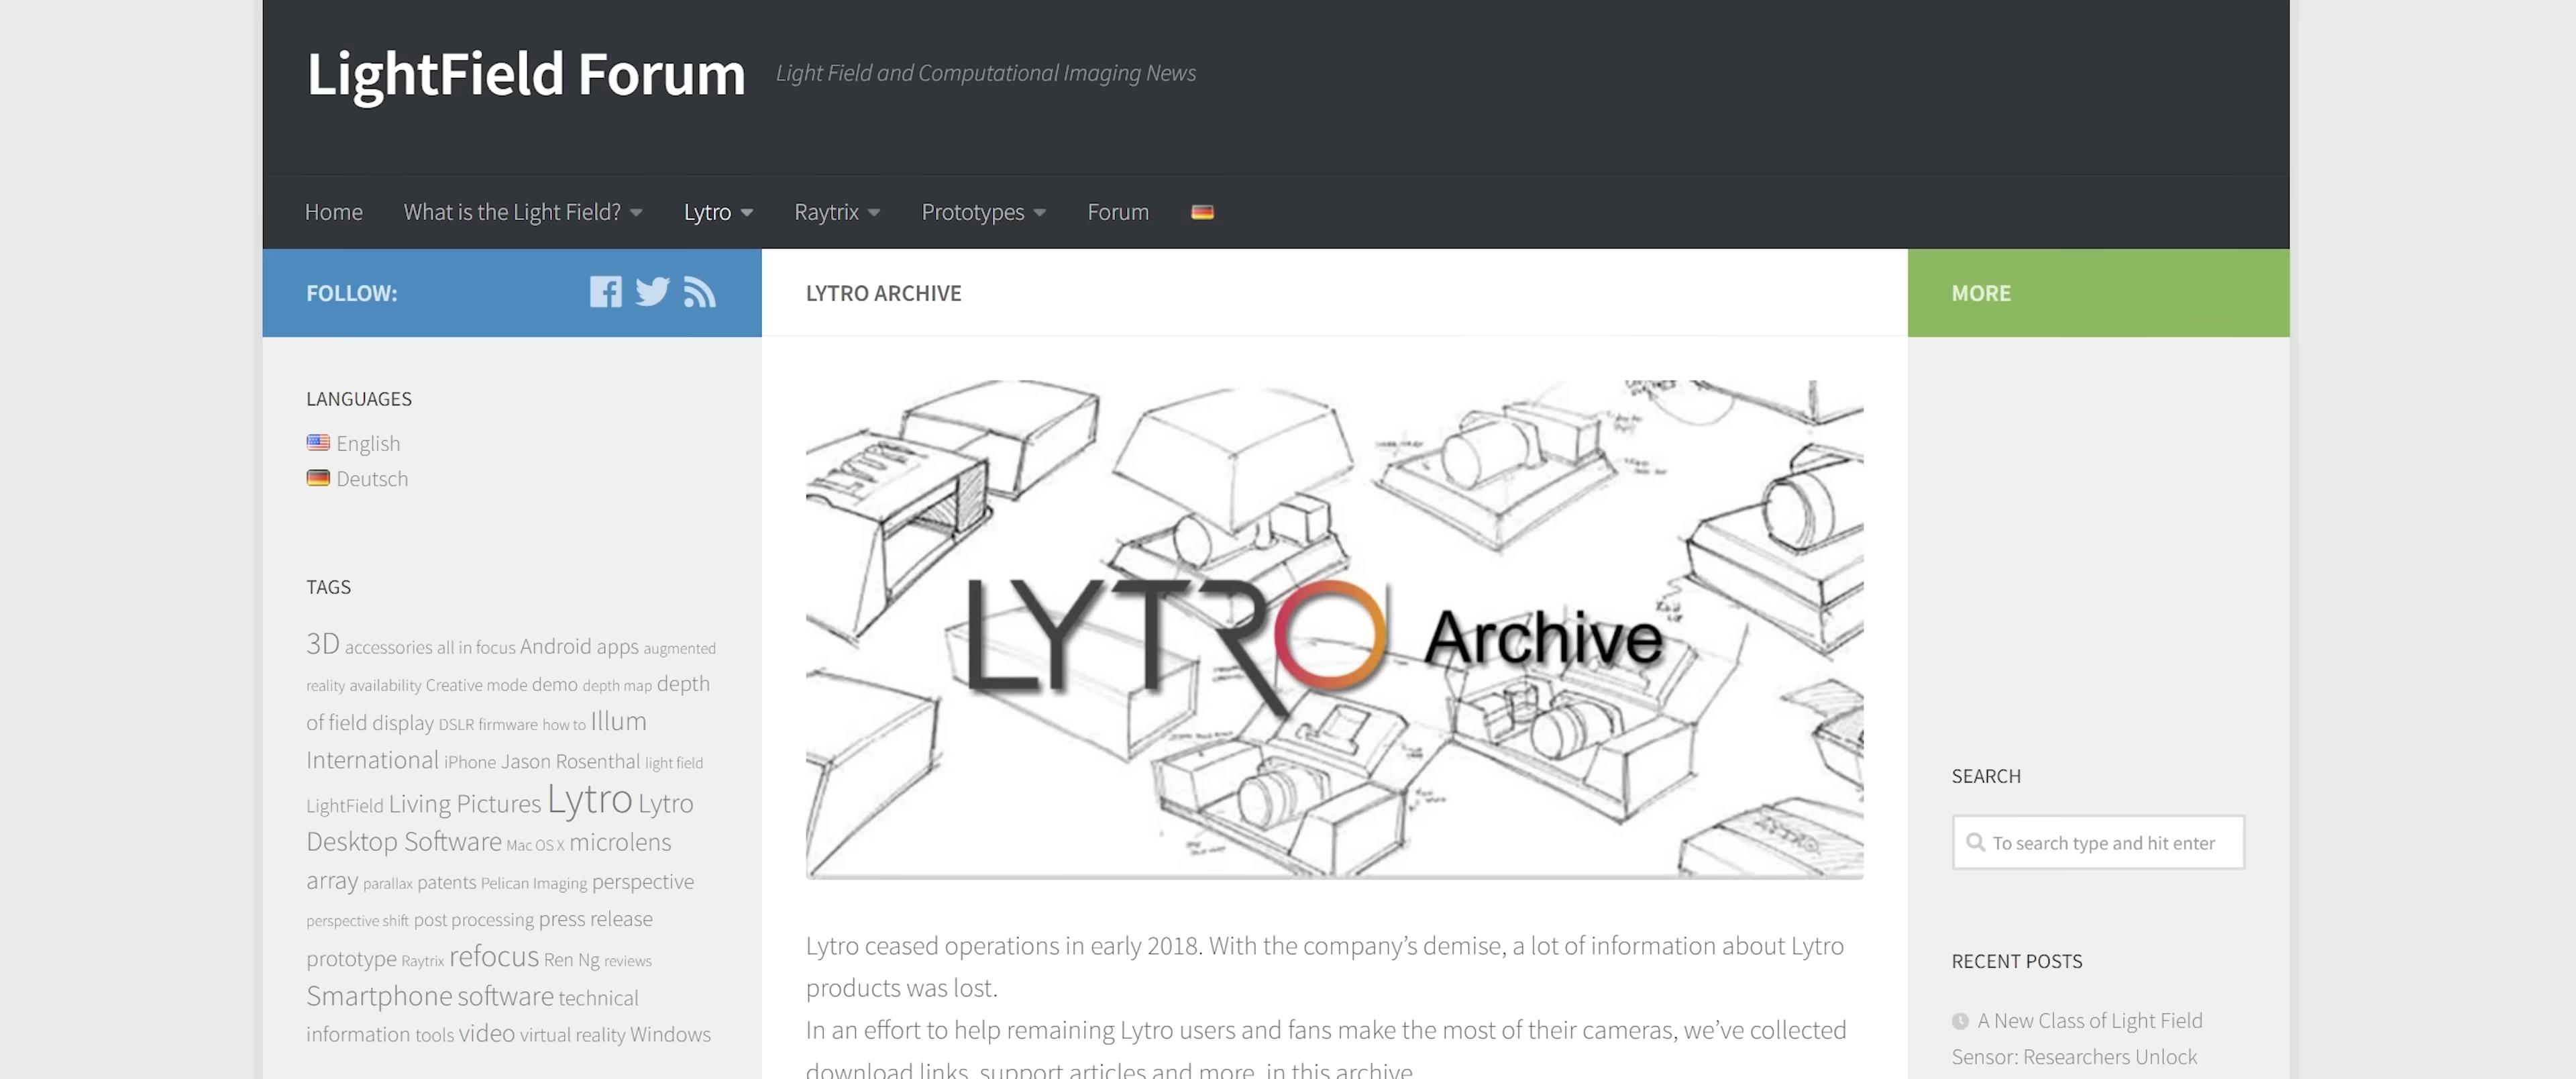 LightField Forum Light Field and Computational Imaging News
Home What is the Light Field? Lytro Raytrix Prototypes Forum
FOLLOW:
LANGUAGES
English
Deutsch
TAGS
3D accessories all in focus Android apps augmented
reality availability Creative mode demo depth map depth
of field display DSLR firmware how to Illum
International iPhone Jason Rosenthal light field
LightField Living Pictures Lytro Lytro
Desktop Software Mac OS X microlens
array parallax patents Pelican Imaging perspective
perspective shift post processing press release
prototype Raytrix refocus Ren Ng reviews
Smartphone software technical
information tools video virtual reality Windows
LYTRO ARCHIVE
LYTRO Archive
Lytro ceased operations in early 2018. With the company’s demise, a lot of information about Lytro
products was lost.
In an effort to help remaining Lytro users and fans make the most of their cameras, we’ve collected
download links, support articles and more, in this archive
MORE
SEARCH
To search type and hit enter
RECENT POSTS
A New Class of Light Field
Sensor: Researchers Unlock